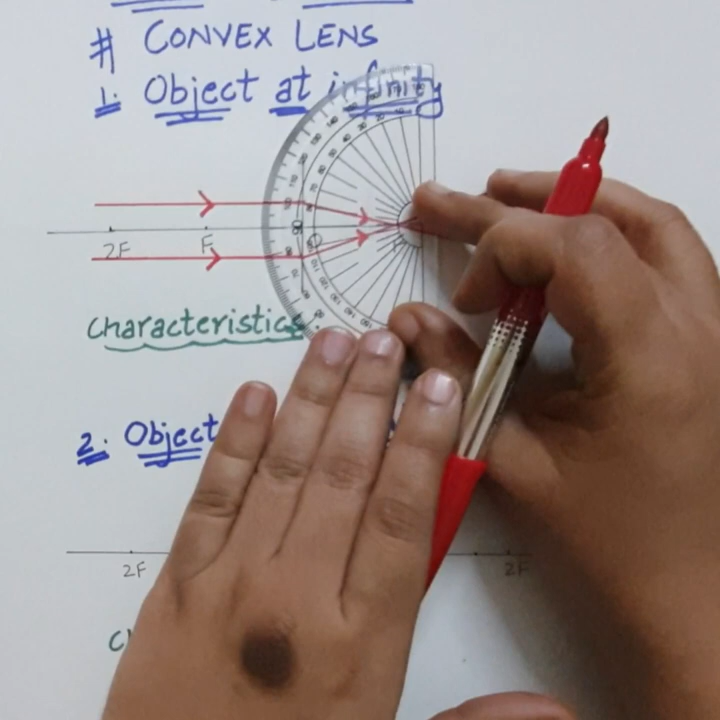 # CONVEX LENS
1. Object at infinity
2F F
Characteristics
2. Object
2F 2F